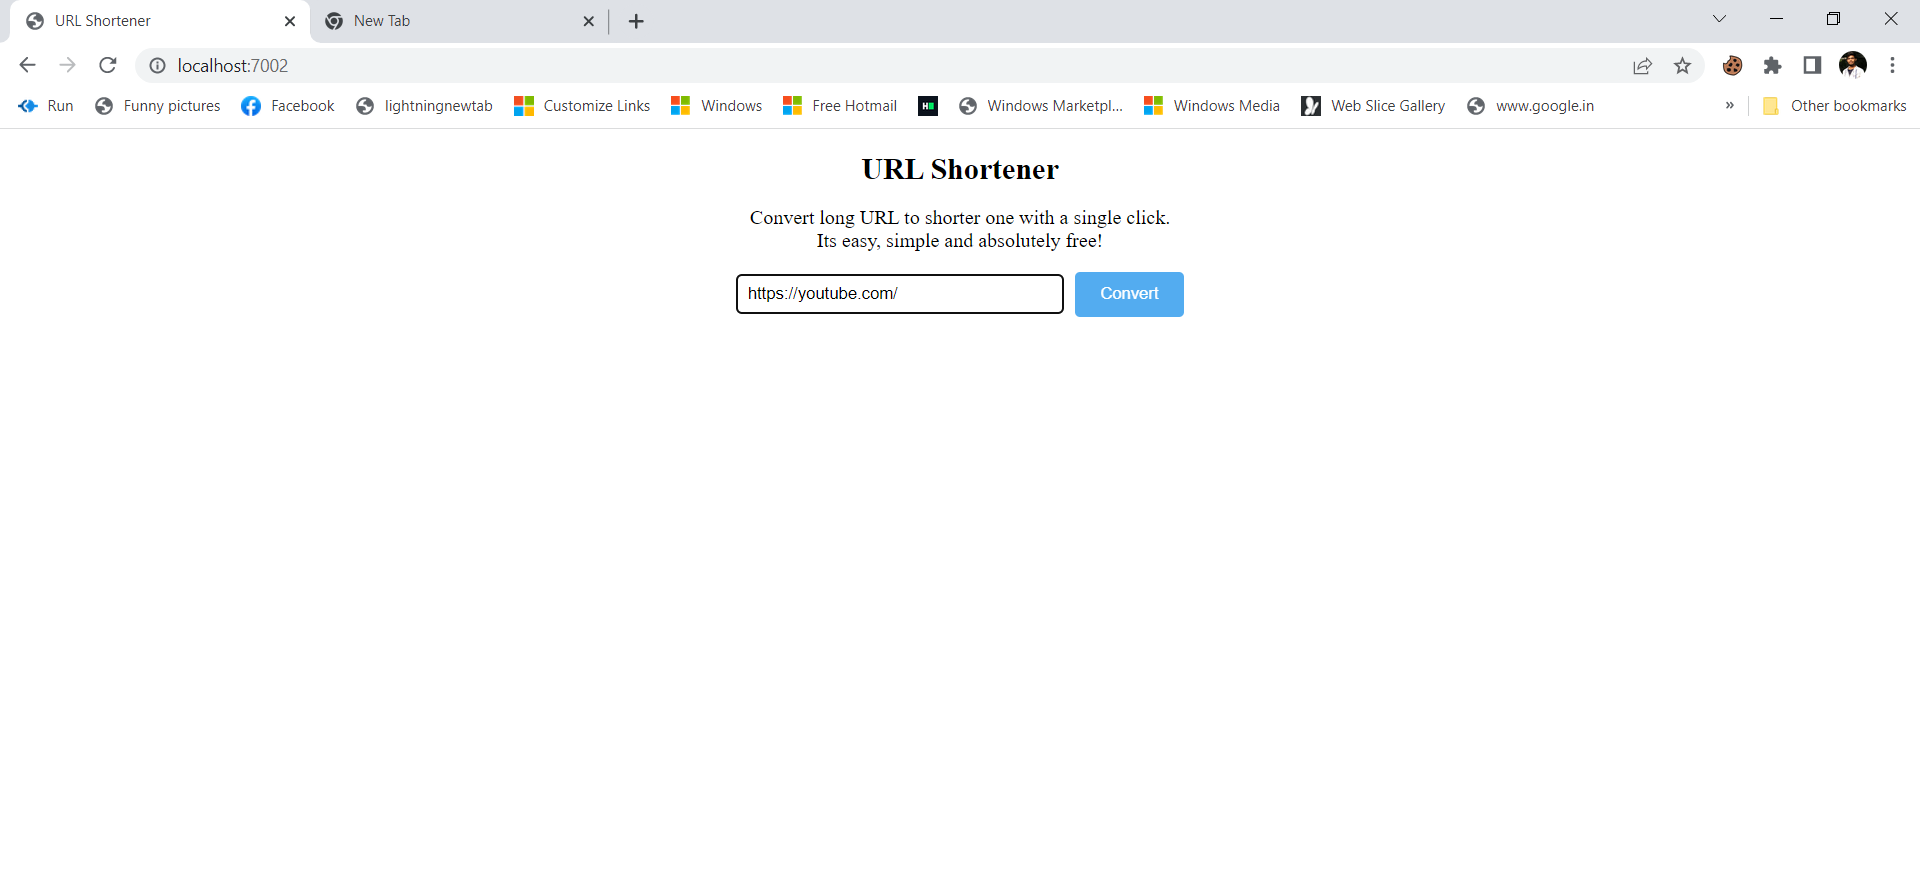 URL Shortener
New Tab
localhost:7002
Run Funny pictures Facebook lightningnewtab Customize Links Windows Free Hotmail H Windows Marketpl... Windows Media Web Slice Gallery www.google.in » Other bookmarks
URL Shortener
Convert long URL to shorter one with a single click.
Its easy, simple and absolutely free!
https://youtube.com/ Convert